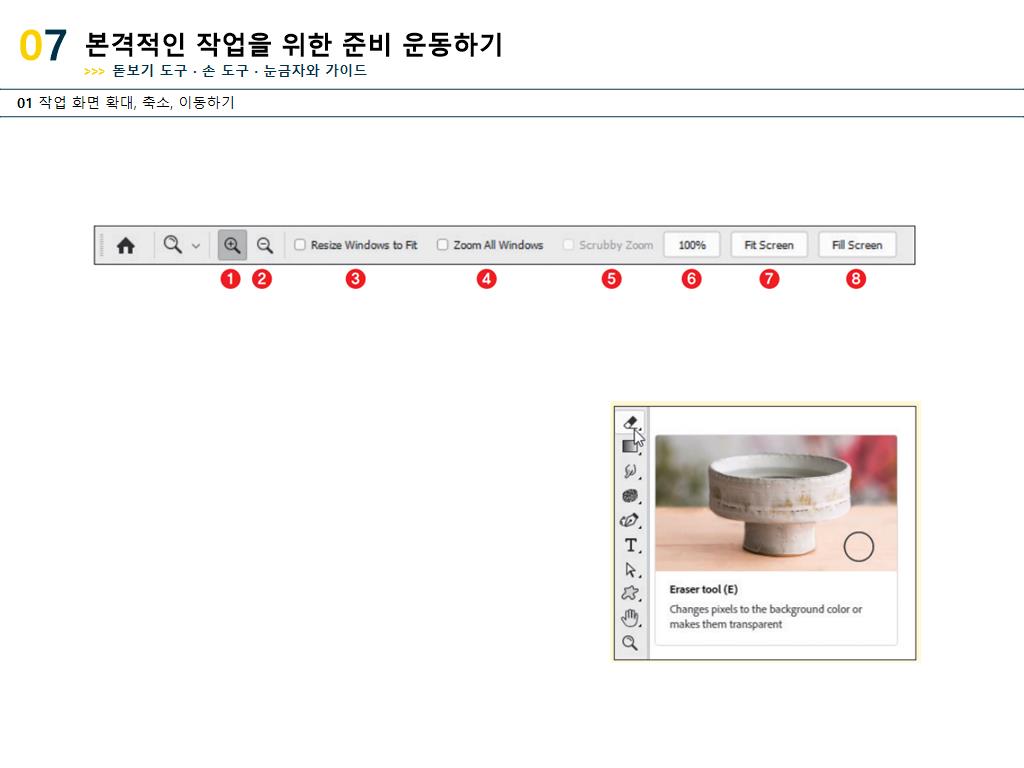 07 본격적인 작업을 위한 준비 운동하기
>>> 돋보기 도구 · 손 도구 · 눈금자와 가이드
01 작업 화면 확대, 축소, 이동하기
Resize Windows to Fit Zoom All Windows Scrubby Zoom 100% Fit Screen Fill Screen
1 2 3 4 5 6 7 8
T
Eraser tool (E)
Changes pixels to the background color or
makes them transparent